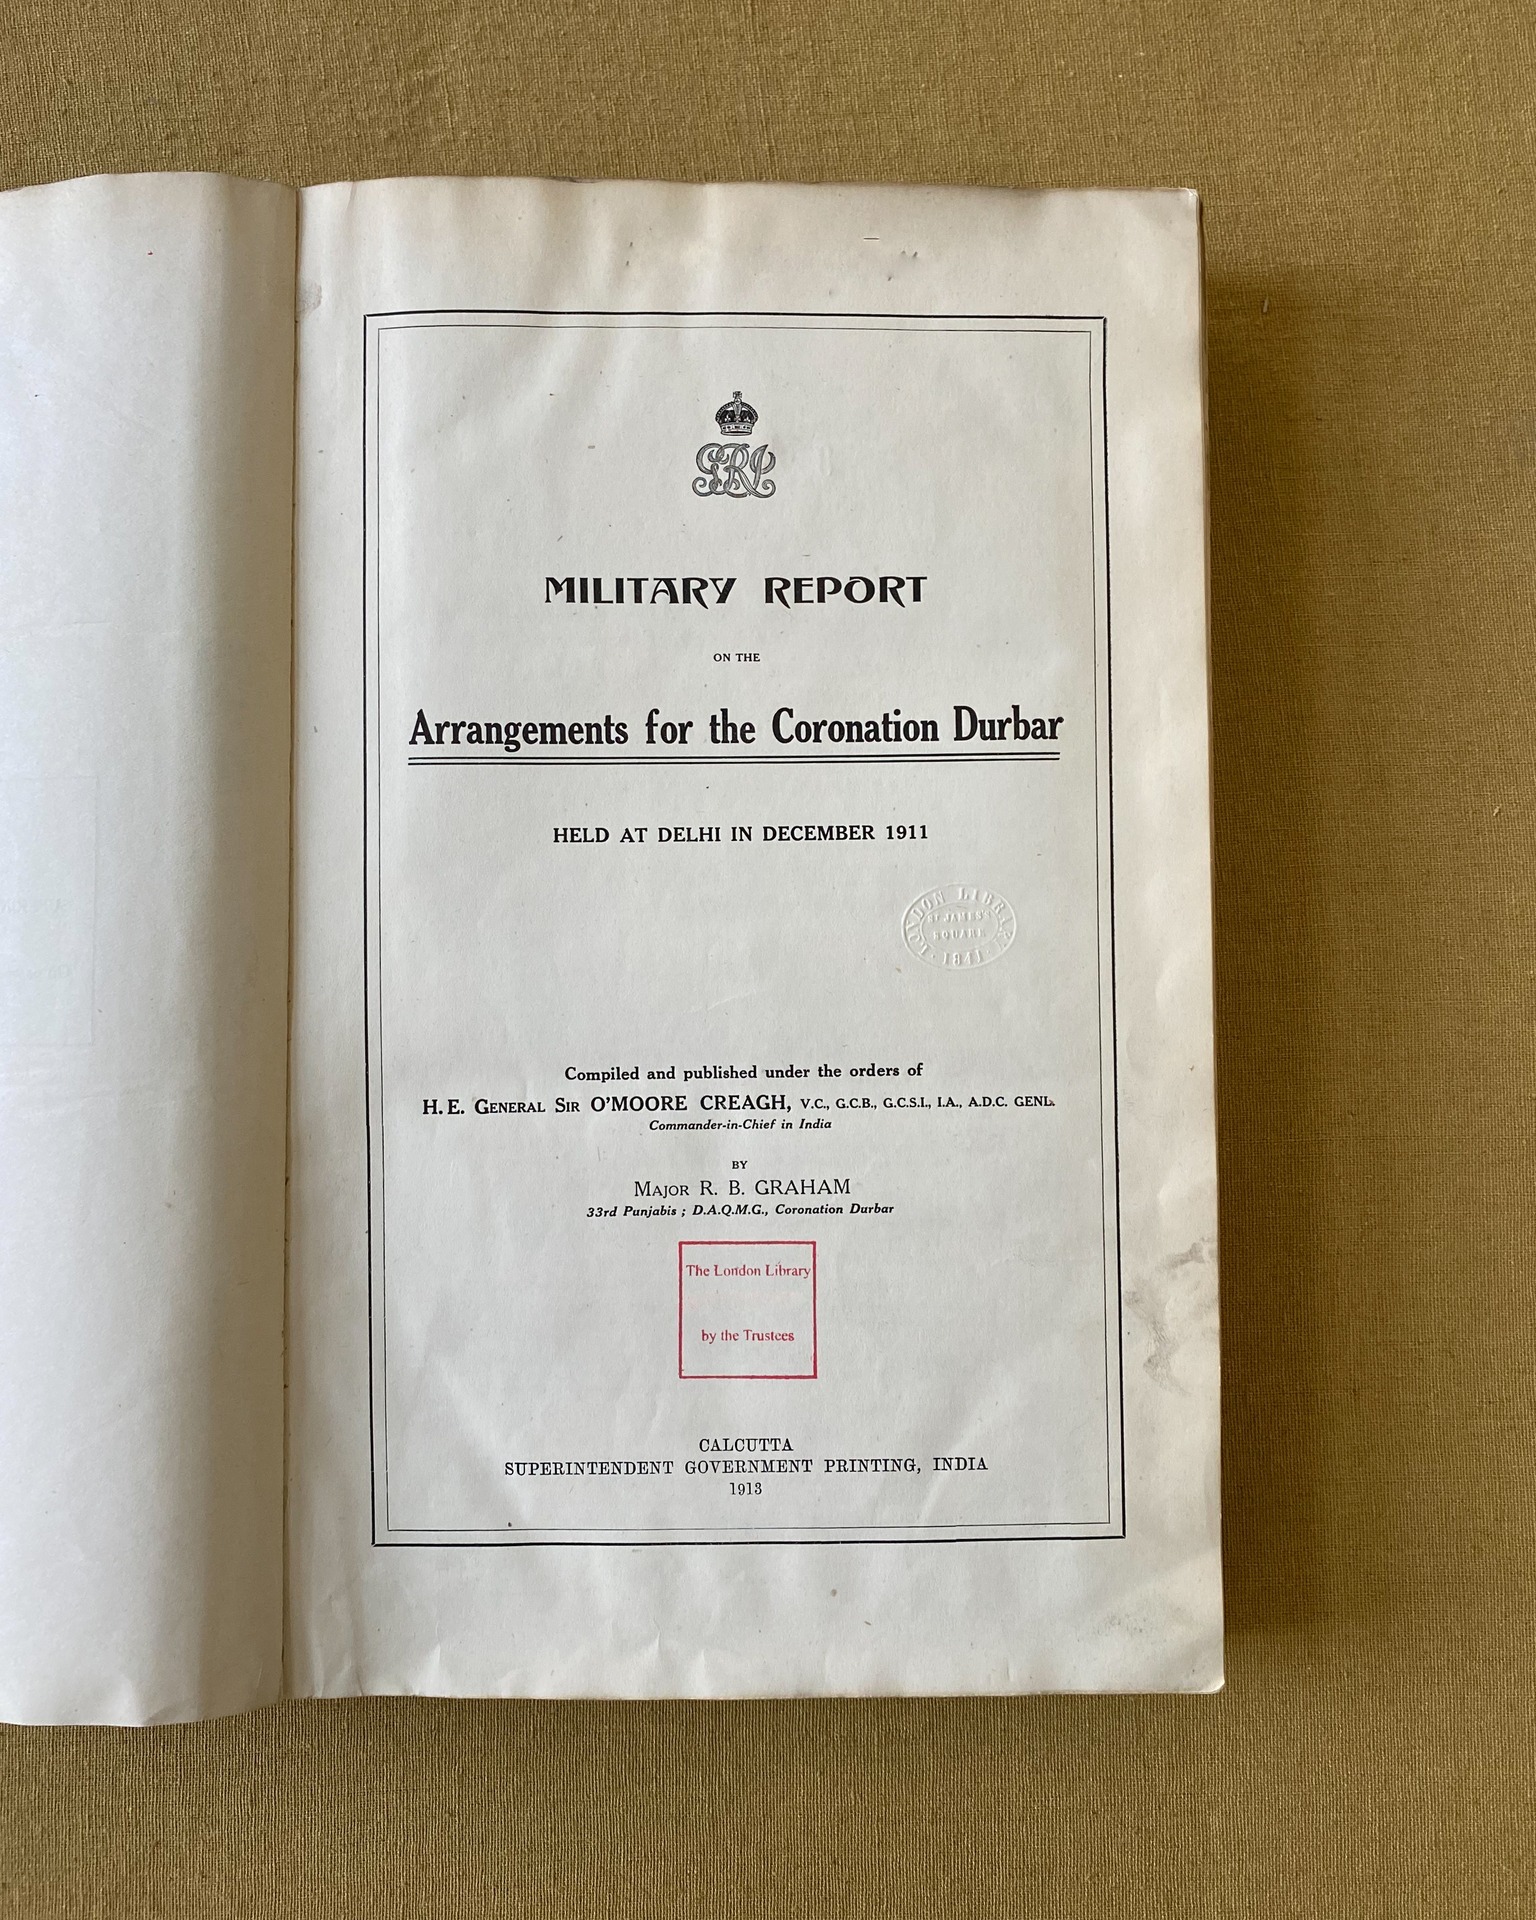 GRI
MILITARY REPORT
ON THE
Arrangements for the Coronation Durbar
HELD AT DELHI IN DECEMBER 1911
LONDON LIBRARY
ST JAMES'S
SQUARE
1841
Compiled and published under the orders of
H. E. GENERAL SIR O'MOORE CREAGH, V.C., G.C.B., G.C.S.I., I.A., A.D.C. GENL.
Commander-in-Chief in India
BY
MAJOR R. B. GRAHAM
33rd Punjabis ; D.A.Q.M.G., Coronation Durbar
The London Library
by the Trustees
CALCUTTA
SUPERINTENDENT GOVERNMENT PRINTING, INDIA
1913